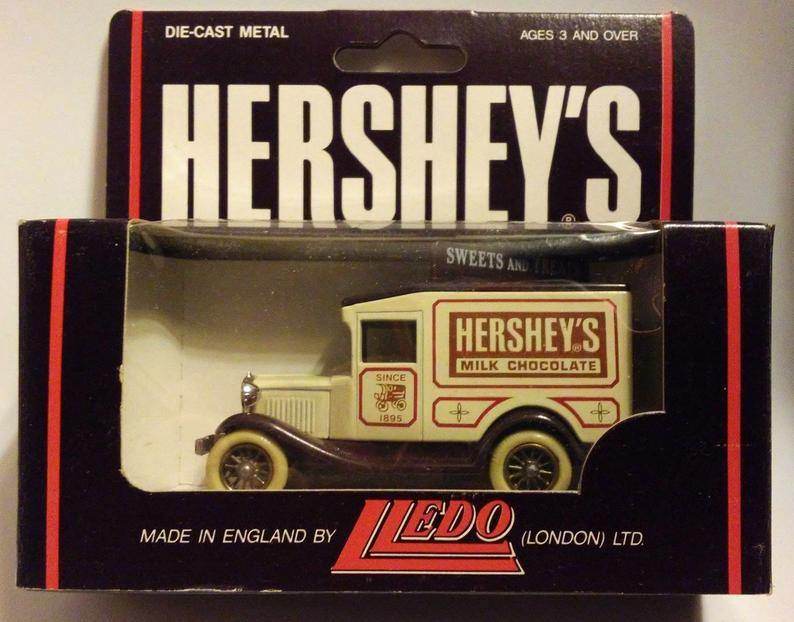 DIE-CAST METAL
AGES 3 AND OVER
HERSHEY'S
®
SWEETS AND TREATS
HERSHEY'S
®
MILK CHOCOLATE
SINCE
1895
MADE IN ENGLAND BY LLEDO (LONDON) LTD.